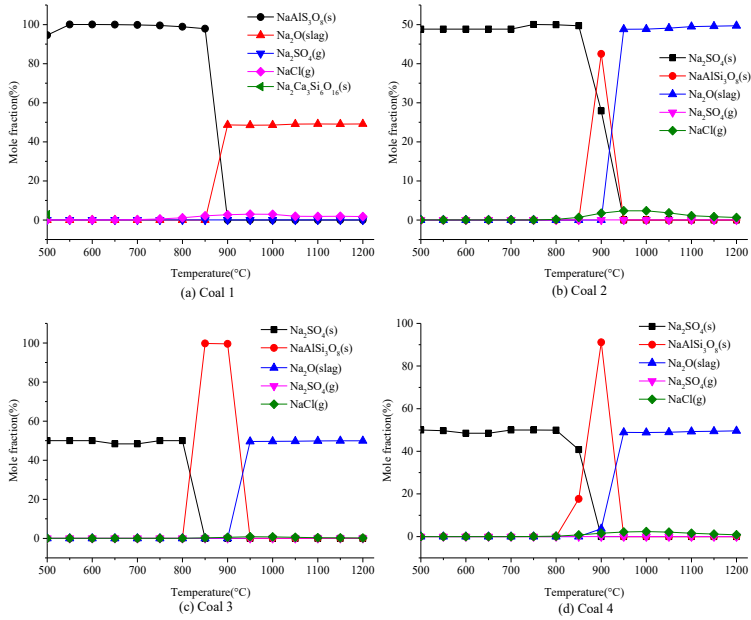 NaAlS₃O₈(s)
Na₂O(slag)
Na₂SO₄(g)
NaCl(g)
Na₂Ca₃Si₆O₁₆(s)
Mole fraction(%)
100
80
60
40
20
0
500 600 700 800 900 1000 1100 1200
Temperature(°C)
(a) Coal 1
Na₂SO₄(s)
NaAlSi₃O₈(s)
Na₂O(slag)
Na₂SO₄(g)
NaCl(g)
Mole fraction(%)
50
40
30
20
10
0
500 600 700 800 900 1000 1100 1200
Temperature(°C)
(b) Coal 2
Na₂SO₄(s)
NaAlSi₃O₈(s)
Na₂O(slag)
Na₂SO₄(g)
NaCl(g)
Mole fraction(%)
100
80
60
40
20
0
500 600 700 800 900 1000 1100 1200
Temperature(°C)
(c) Coal 3
Na₂SO₄(s)
NaAlSi₃O₈(s)
Na₂O(slag)
Na₂SO₄(g)
NaCl(g)
Mole fraction(%)
100
80
60
40
20
0
500 600 700 800 900 1000 1100 1200
Temperature(°C)
(d) Coal 4